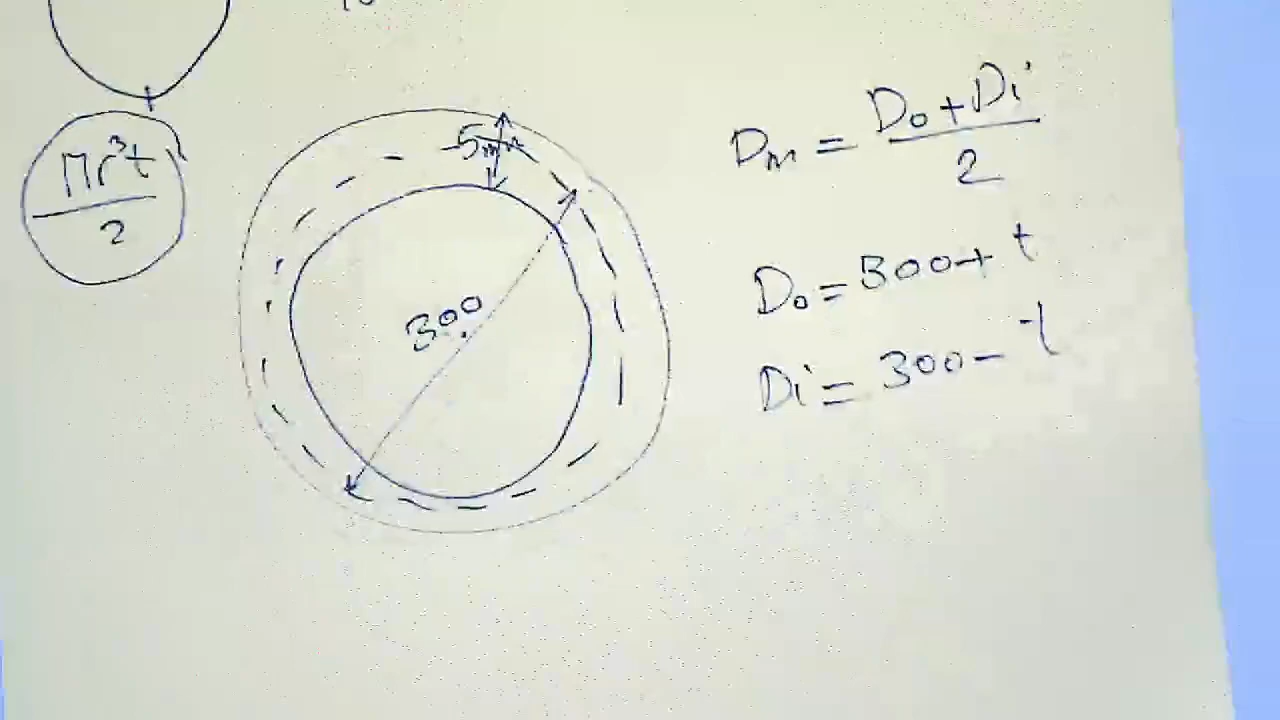 πr³t
2
5mm
300
Dm = Do + Di
2
Do = 300 + t
Di = 300 - t